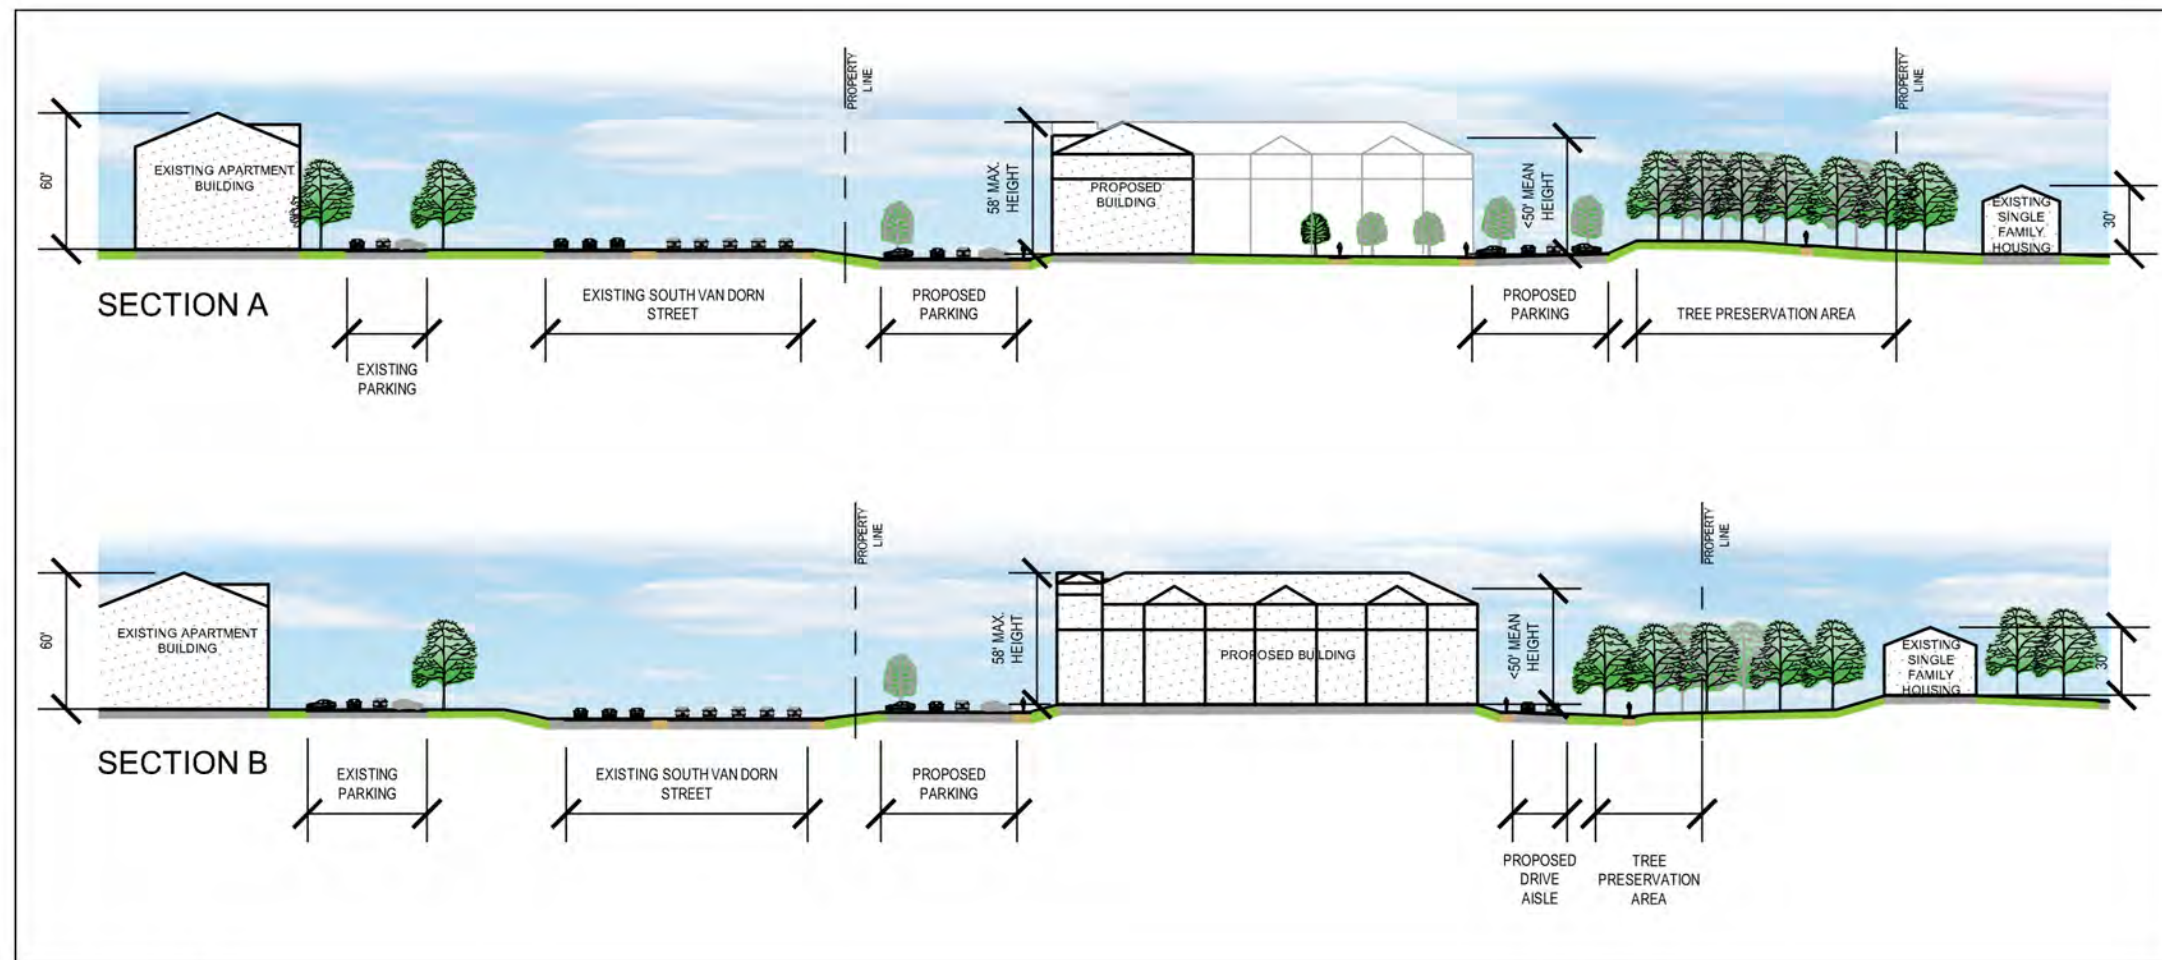 PROPERTY
LINE
PROPERTY
LINE
60'
EXISTING APARTMENT
BUILDING
58' MAX.
HEIGHT
PROPOSED
BUILDING
<50' MEAN
HEIGHT
EXISTING
SINGLE
FAMILY
HOUSING
30'
SECTION A
EXISTING
PARKING
EXISTING SOUTH VAN DORN
STREET
PROPOSED
PARKING
PROPOSED
PARKING
TREE PRESERVATION AREA
PROPERTY
LINE
PROPERTY
LINE
60'
EXISTING APARTMENT
BUILDING
58' MAX.
HEIGHT
PROPOSED BUILDING
<50' MEAN
HEIGHT
EXISTING
SINGLE
FAMILY
HOUSING
30'
SECTION B
EXISTING
PARKING
EXISTING SOUTH VAN DORN
STREET
PROPOSED
PARKING
PROPOSED
DRIVE
AISLE
TREE
PRESERVATION
AREA